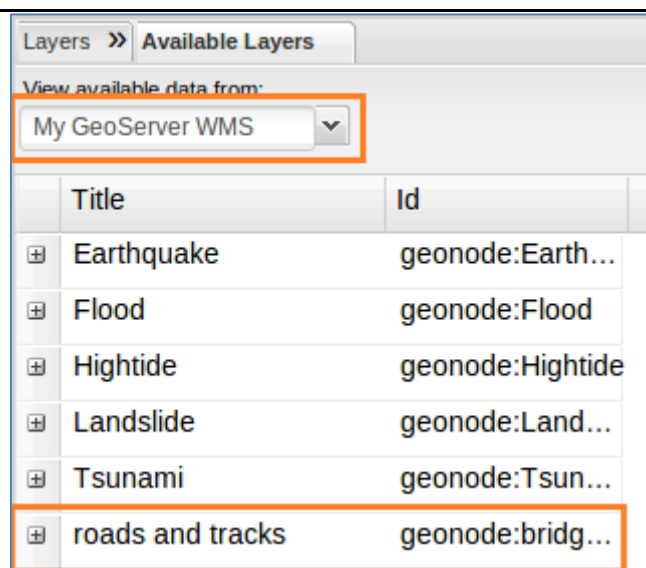 Layers » Available Layers
View available data from:
My GeoServer WMS
Title Id
Earthquake geonode:Earth...
Flood geonode:Flood
Hightide geonode:Hightide
Landslide geonode:Land...
Tsunami geonode:Tsun...
roads and tracks geonode:bridg...